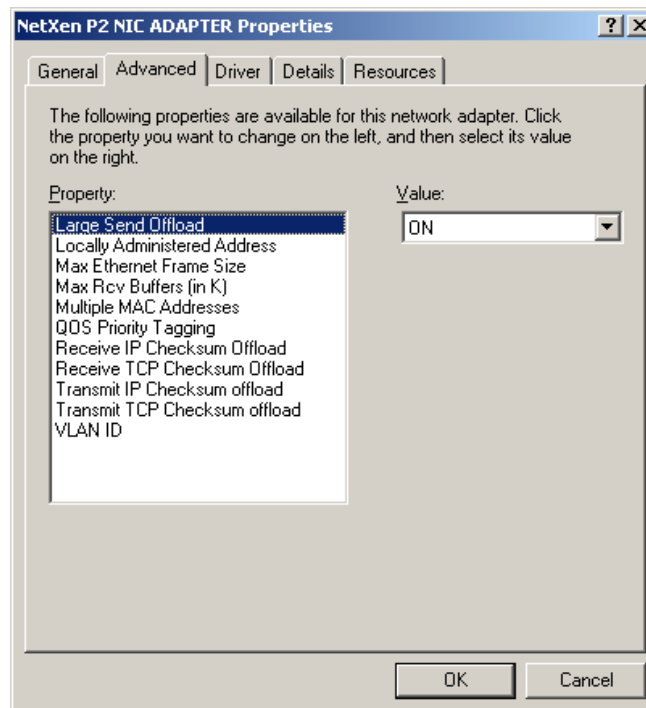 NetXen P2 NIC ADAPTER Properties
General Advanced Driver Details Resources
The following properties are available for this network adapter. Click
the property you want to change on the left, and then select its value
on the right.
Property:
Value:
Large Send Offload
ON
Locally Administered Address
Max Ethernet Frame Size
Max Rcv Buffers (in K)
Multiple MAC Addresses
QOS Priority Tagging
Receive IP Checksum Offload
Receive TCP Checksum Offload
Transmit IP Checksum offload
Transmit TCP Checksum offload
VLAN ID
OK
Cancel